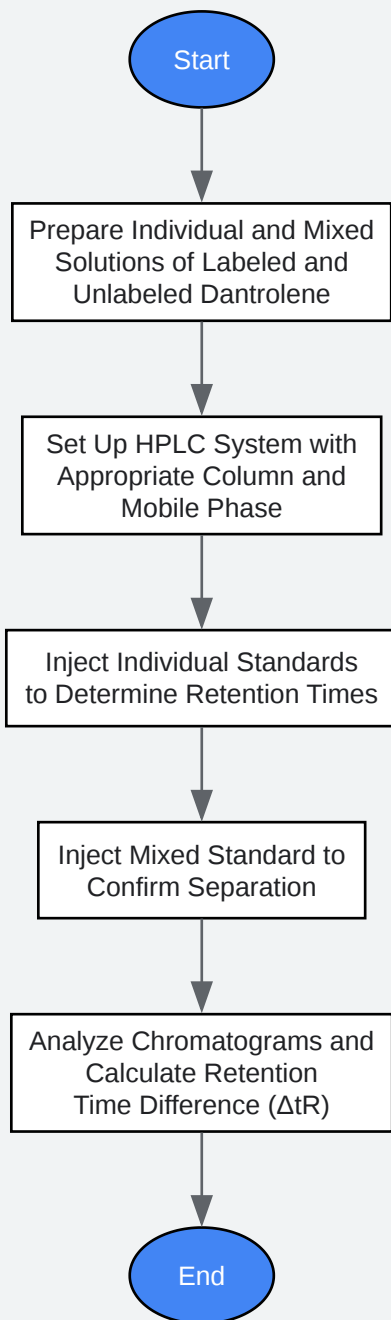 Start
Prepare Individual and Mixed
Solutions of Labeled and
Unlabeled Dantrolene
Set Up HPLC System with
Appropriate Column and
Mobile Phase
Inject Individual Standards
to Determine Retention Times
Inject Mixed Standard to
Confirm Separation
Analyze Chromatograms and
Calculate Retention
Time Difference (ΔtR)
End